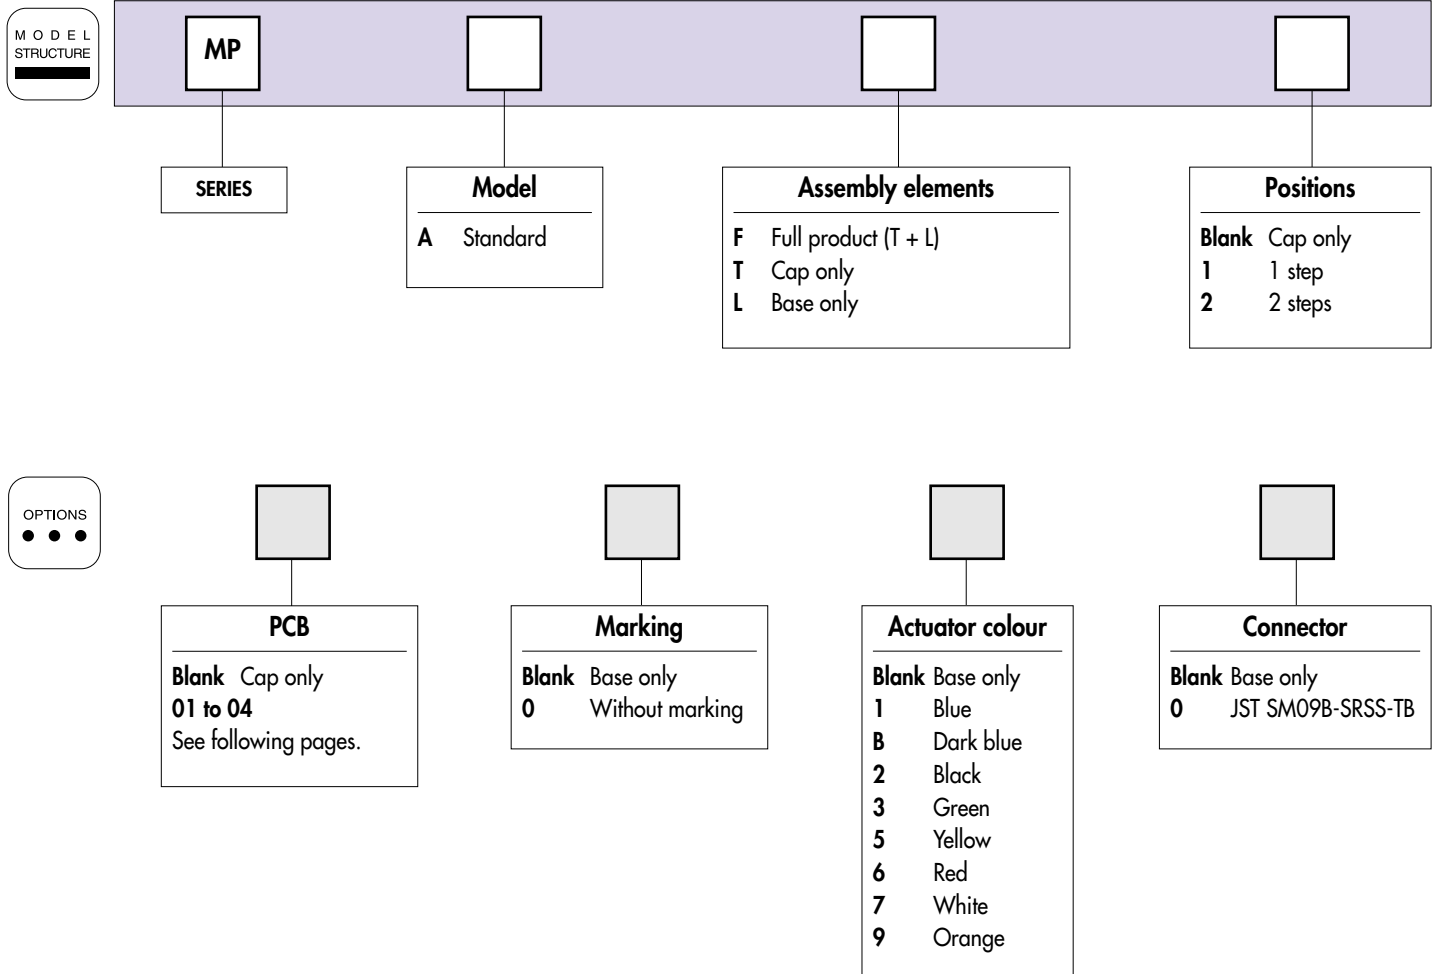 MODEL
STRUCTURE
MP
SERIES
Model
A Standard
Assembly elements
F Full product (T + L)
T Cap only
L Base only
Positions
Blank Cap only
1 1 step
2 2 steps
OPTIONS
PCB
Blank Cap only
01 to 04
See following pages.
Marking
Blank Base only
0 Without marking
Actuator colour
Blank Base only
1 Blue
B Dark blue
2 Black
3 Green
5 Yellow
6 Red
7 White
9 Orange
Connector
Blank Base only
0 JST SM09B-SRSS-TB